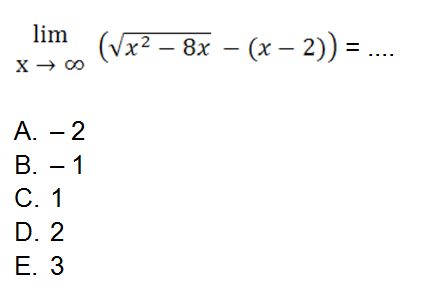 lim (√x² – 8x – (x – 2)) = ....
x → ∞
A. – 2
B. – 1
C. 1
D. 2
E. 3